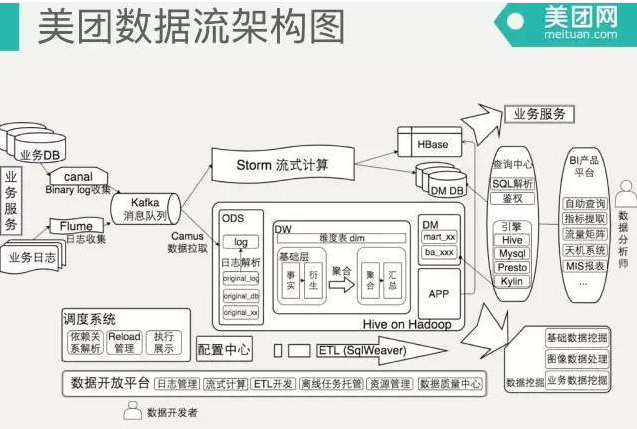 美团数据流架构图
美团网
meituan.com
业务DB
业务服务
canal
Binary log收集
Flume
日志收集
业务日志
Kafka
消息队列
Storm 流式计算
Camus
数据拉取
HBase
DM DB
业务服务
ODS
log
日志解析
original_log
original_db
original_xx
DW
维度表 dim
基础层
事实
衍生
聚合
聚合
汇总
DM
mart_xx
ba_xxx
APP
Hive on Hadoop
查询中心
SQL解析
鉴权
引擎
Hive
Mysql
Presto
Kylin
BI产品
平台
自助查询
指标提取
流量矩阵
天机系统
MIS报表
...
数据分析师
调度系统
依赖关
系解析
Reload
管理
执行
展示
配置中心
ETL (SqlWeaver)
数据挖掘
基础数据挖掘
图像数据处理
业务数据挖掘
数据开放平台
日志管理
流式计算
ETL开发
离线任务托管
资源管理
数据质量中心
数据开发者